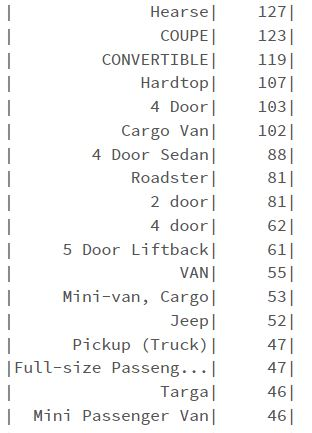 | Hearse| 127|
| COUPE| 123|
| CONVERTIBLE| 119|
| Hardtop| 107|
| 4 Door| 103|
| Cargo Van| 102|
| 4 Door Sedan| 88|
| Roadster| 81|
| 2 door| 81|
| 4 door| 62|
| 5 Door Liftback| 61|
| VAN| 55|
| Mini-van, Cargo| 53|
| Jeep| 52|
| Pickup (Truck)| 47|
|Full-size Passeng...| 47|
| Targa| 46|
| Mini Passenger Van| 46|